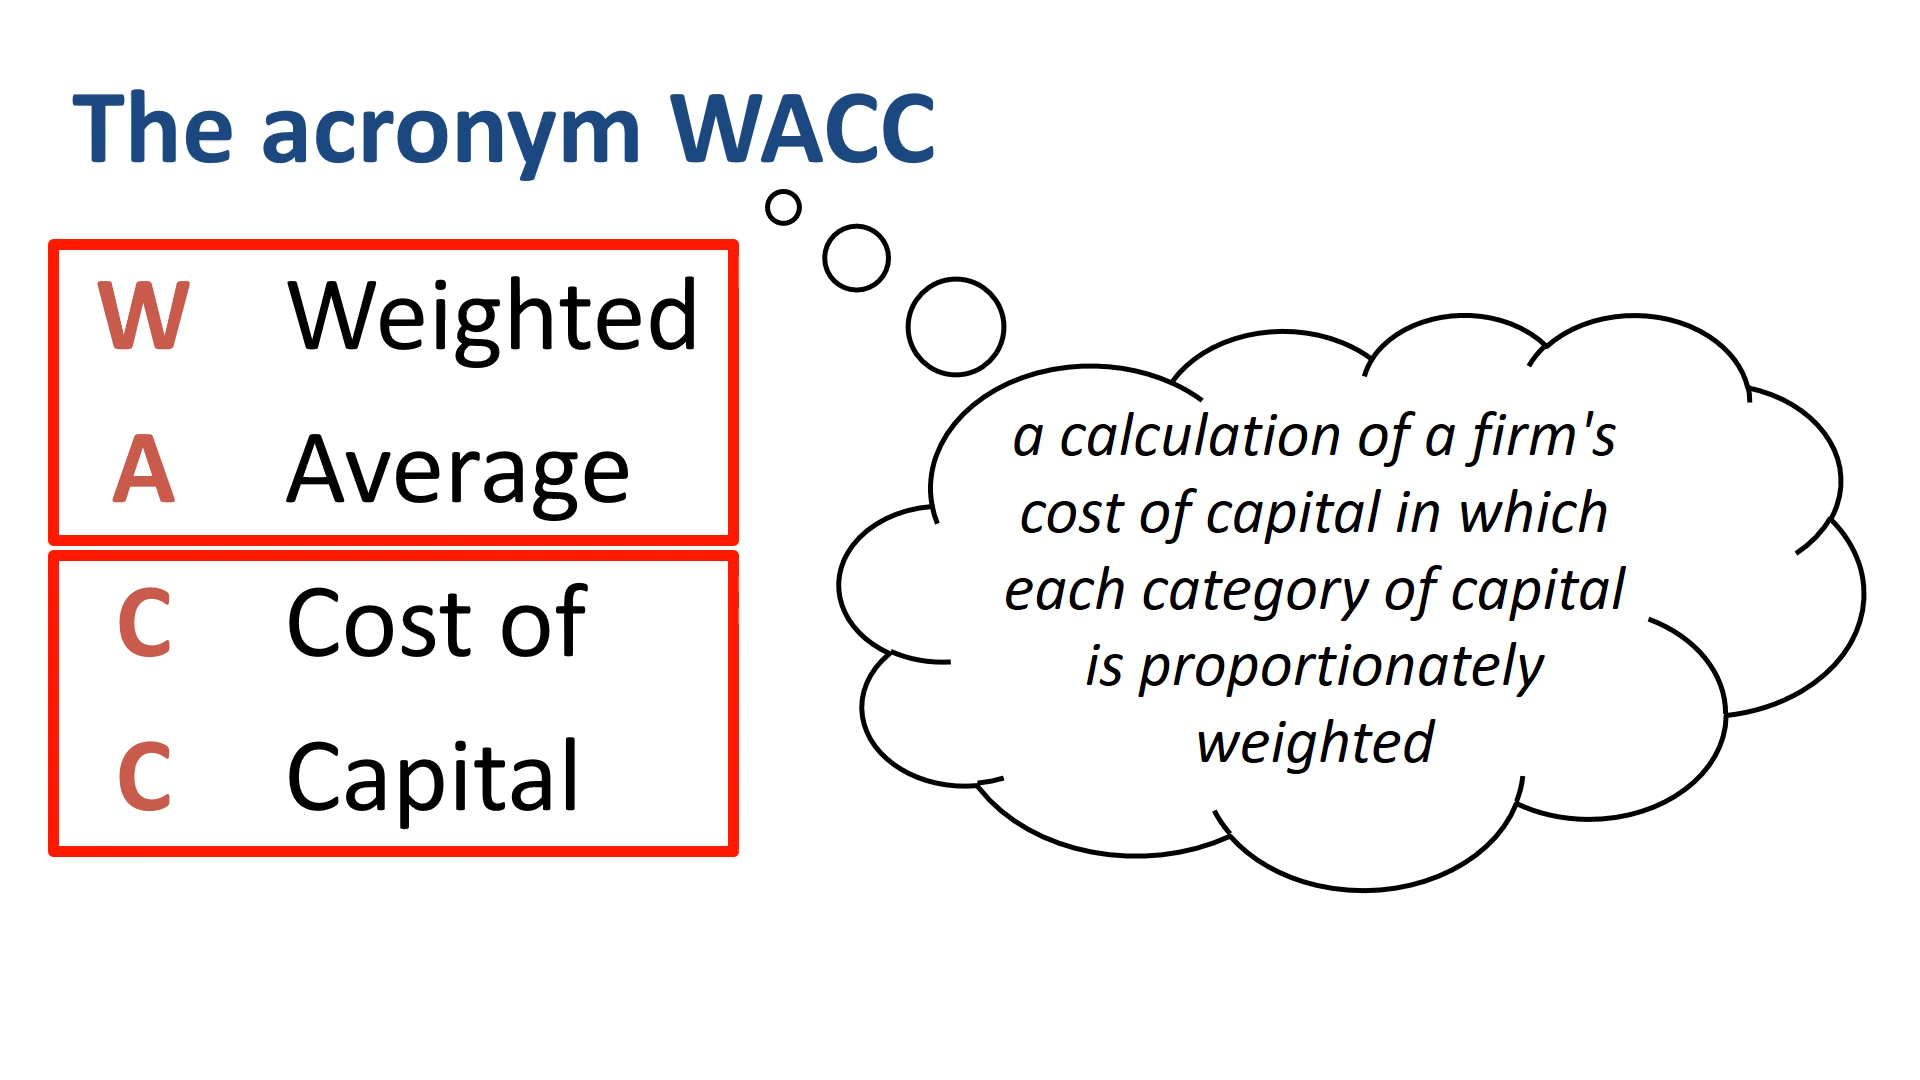 The acronym WACC
W Weighted
A Average
C Cost of
C Capital
a calculation of a firm's
cost of capital in which
each category of capital
is proportionately
weighted